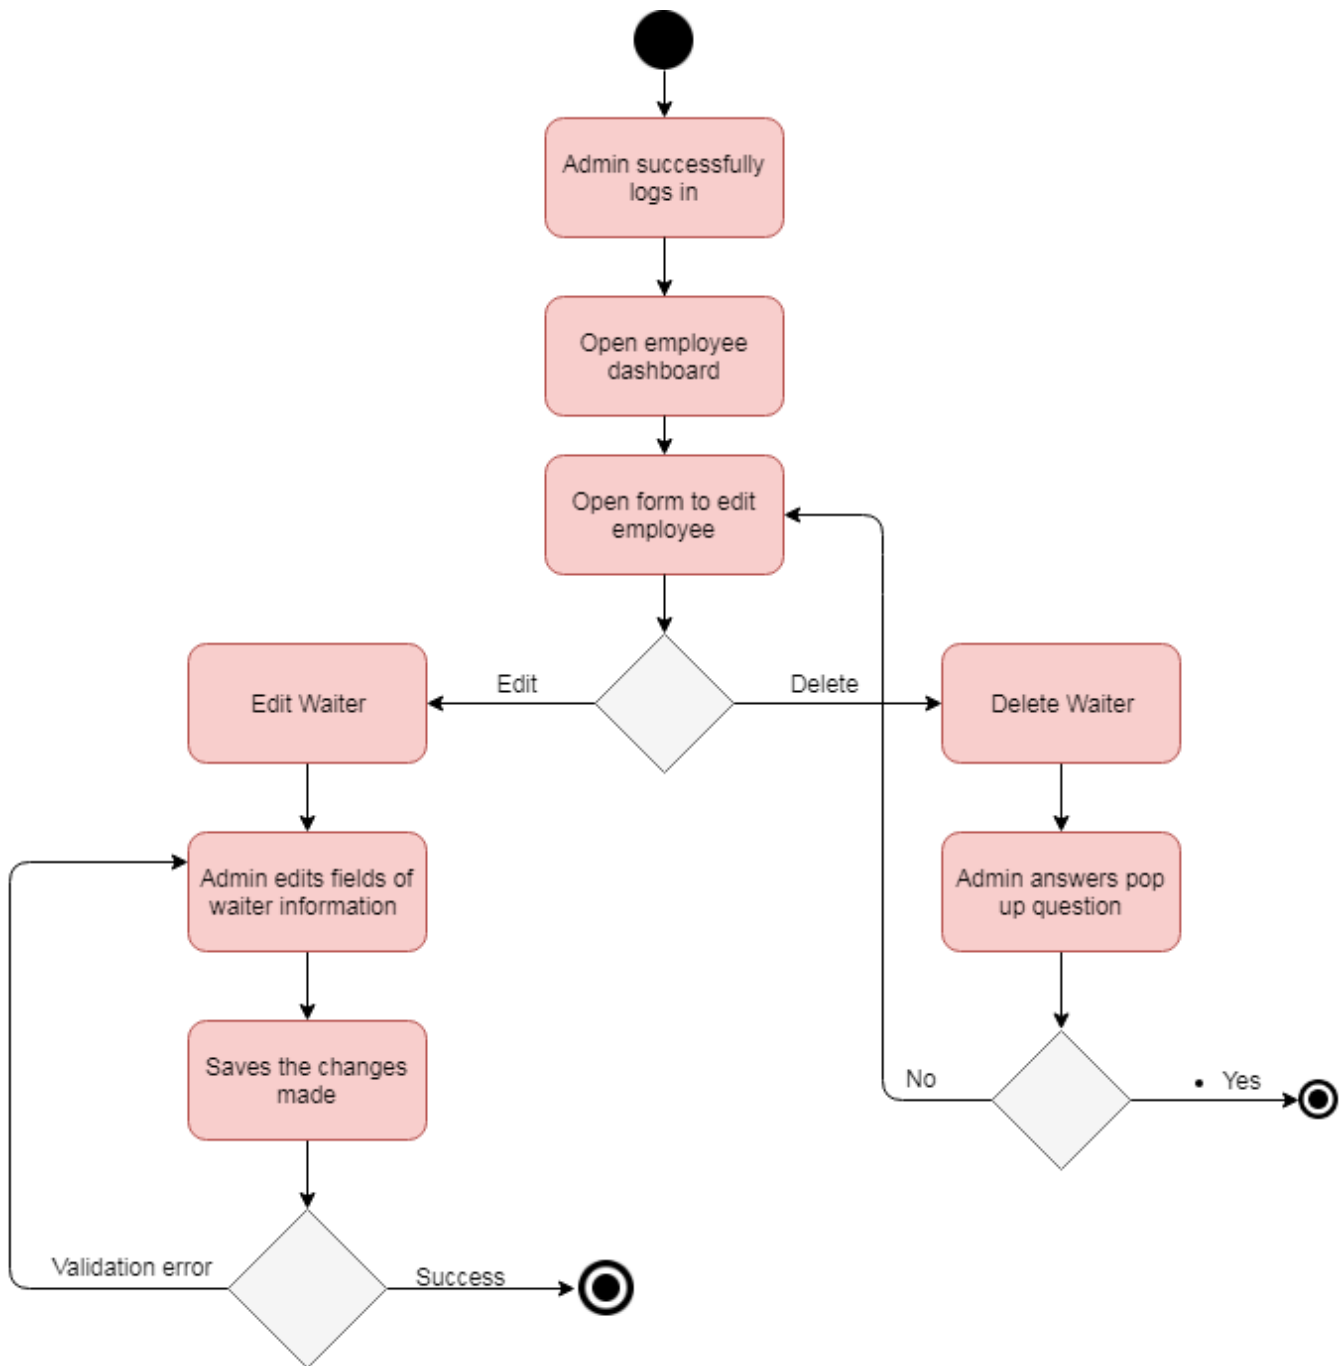 Admin successfully
logs in
Open employee
dashboard
Open form to edit
employee
Edit
Delete
Edit Waiter
Delete Waiter
Admin edits fields of
waiter information
Admin answers pop
up question
Saves the changes
made
No
• Yes
Validation error
Success